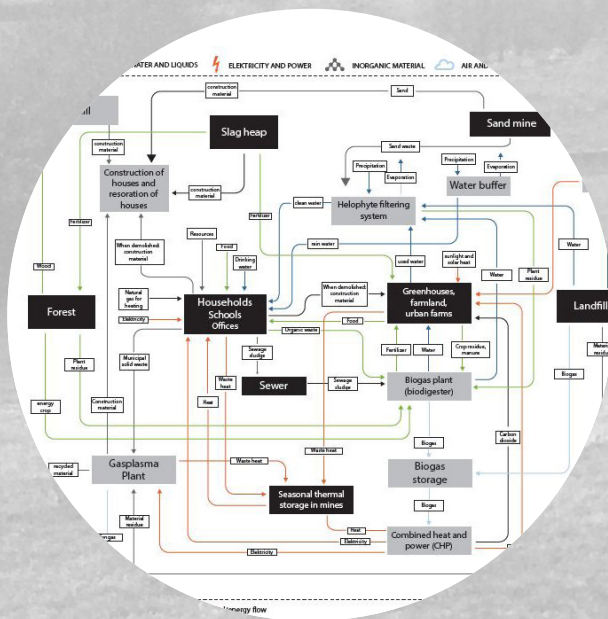 WATER AND LIQUIDS
ELEKTRICITY AND POWER
INORGANIC MATERIAL
AIR AND
construction
material
Sand
Slag heap
Sand mine
construction
material
Sand waste
Construction of
houses and
resoration of
houses
construction
material
Precipitation
Evaporation
Precipitation
Evaporation
Water buffer
clean water
Helophyte filtering
system
Fertilizer
Fertilizer
When demolished:
construction
material
Resources
Food
Drinking
water
rain water
used water
sunlight and
solar heat
Water
Plant
residue
Water
Wood
Natural
gas for
heating
Elektricity
Households
Schools
Offices
When demolished:
construction
material
Greenhouses,
farmland,
urban farms
Forest
Landfill
Food
Organic waste
Plant
residue
Municipal
solid waste
Sewage
sludge
Fertilizer
Water
Crop residue,
manure
Waste
heat
Heat
Sewer
Sewage
sludge
Biogas plant
(biodigester)
Biogas
energy
crop
Construction
material
Carbon
dioxide
Biogas
recycled
material
Gasplasma
Plant
Waste heat
Waste heat
Biogas
storage
Seasonal thermal
storage in mines
Biogas
Material
residue
Heat
Elektricity
Elektricity
Combined heat and
power (CHP)
energy flow